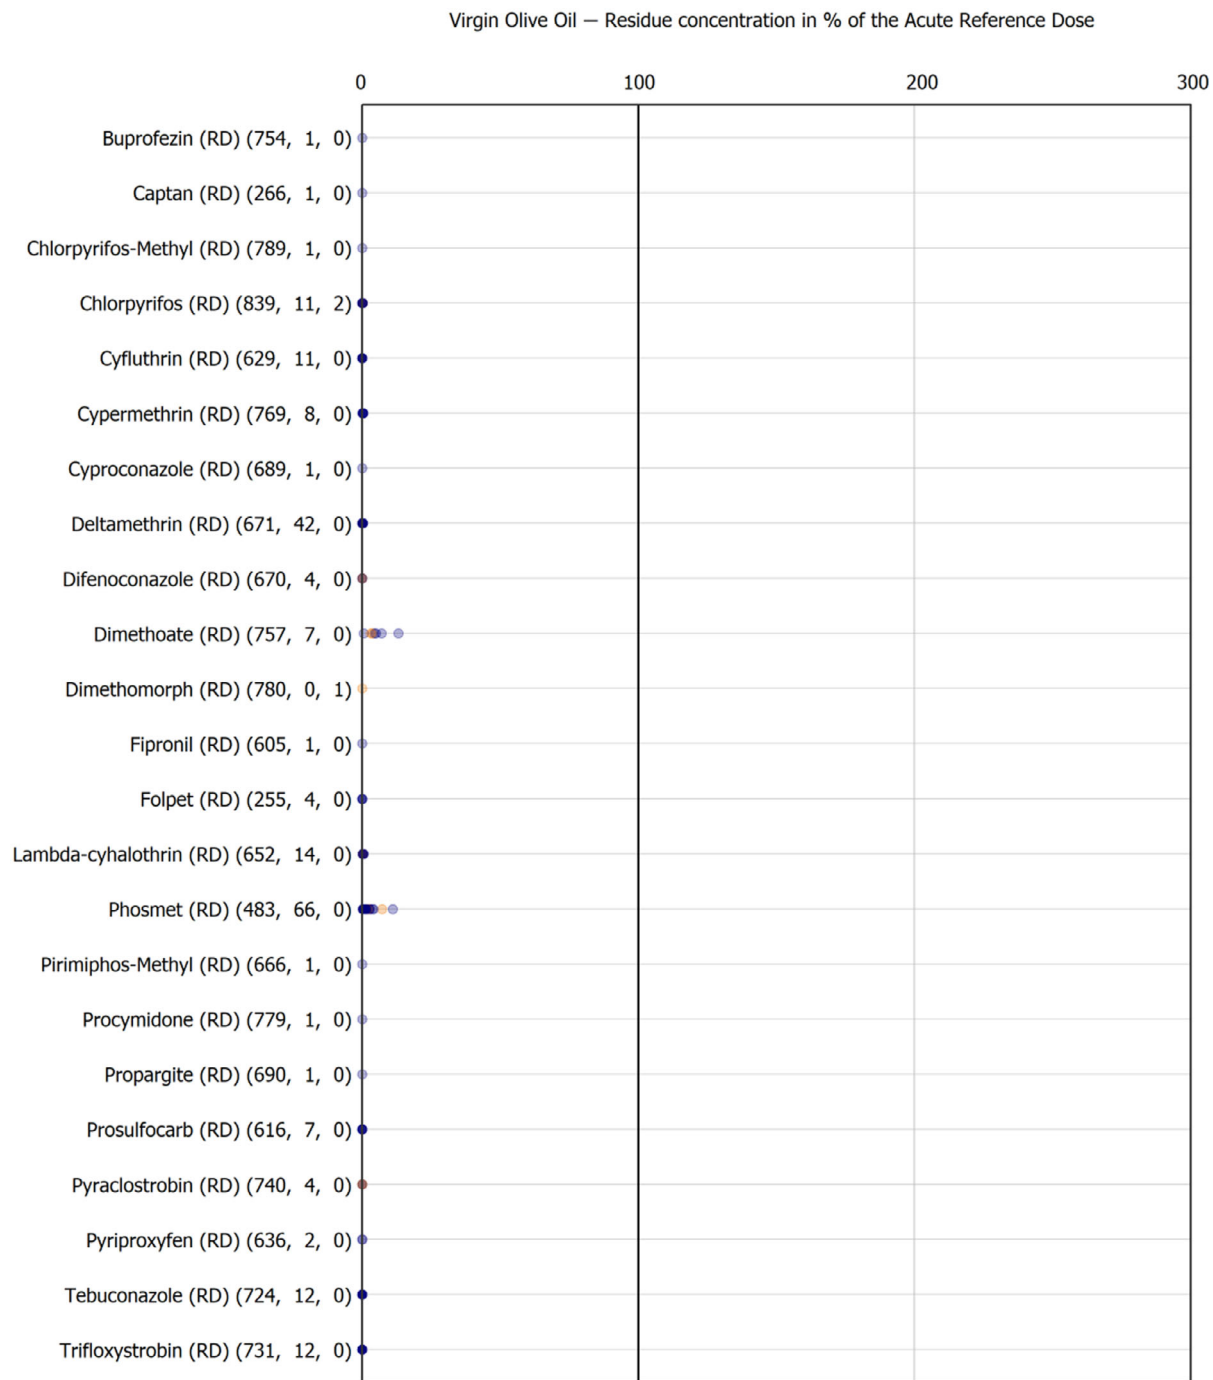 Virgin Olive Oil — Residue concentration in % of the Acute Reference Dose
0 100 200 300
Buprofezin (RD) (754, 1, 0)
Captan (RD) (266, 1, 0)
Chlorpyrifos-Methyl (RD) (789, 1, 0)
Chlorpyrifos (RD) (839, 11, 2)
Cyfluthrin (RD) (629, 11, 0)
Cypermethrin (RD) (769, 8, 0)
Cyproconazole (RD) (689, 1, 0)
Deltamethrin (RD) (671, 42, 0)
Difenoconazole (RD) (670, 4, 0)
Dimethoate (RD) (757, 7, 0)
Dimethomorph (RD) (780, 0, 1)
Fipronil (RD) (605, 1, 0)
Folpet (RD) (255, 4, 0)
Lambda-cyhalothrin (RD) (652, 14, 0)
Phosmet (RD) (483, 66, 0)
Pirimiphos-Methyl (RD) (666, 1, 0)
Procymidone (RD) (779, 1, 0)
Propargite (RD) (690, 1, 0)
Prosulfocarb (RD) (616, 7, 0)
Pyraclostrobin (RD) (740, 4, 0)
Pyriproxyfen (RD) (636, 2, 0)
Tebuconazole (RD) (724, 12, 0)
Trifloxystrobin (RD) (731, 12, 0)